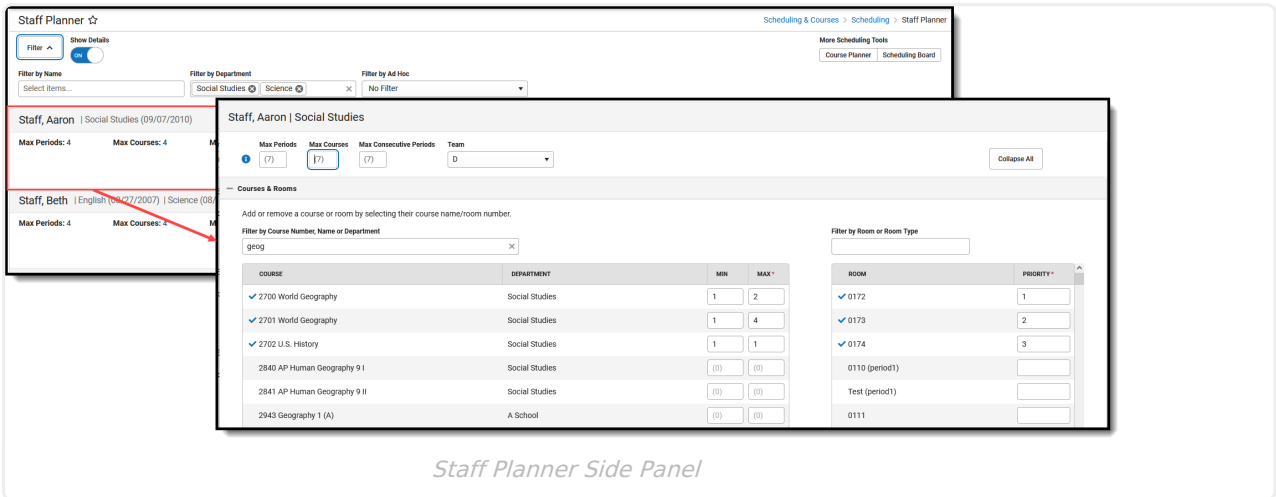 Staff Planner
Scheduling & Courses > Scheduling > Staff Planner
Filter
Show Details
ON
More Scheduling Tools
Course Planner Scheduling Board
Filter by Name Filter by Department Filter by Ad Hoc
Select items... Social Studies Science No Filter
Staff, Aaron | Social Studies (09/07/2010)
Max Periods: 4 Max Courses: 4 M
Staff, Beth | English (08/27/2007) | Science (08/
Max Periods: 4 Max Courses: 4 M
Staff, Aaron | Social Studies
Max Periods Max Courses Max Consecutive Periods Team
(7) (7) (7) D
Collapse All
Courses & Rooms
Add or remove a course or room by selecting their course name/room number.
Filter by Course Number, Name or Department Filter by Room or Room Type
geog
COURSE DEPARTMENT MIN MAX* ROOM PRIORITY*
2700 World Geography Social Studies 1 2 0172 1
2701 World Geography Social Studies 1 4 0173 2
2702 U.S. History Social Studies 1 1 0174 3
2840 AP Human Geography 9 I Social Studies (0) (0) 0110 (period1)
2841 AP Human Geography 9 II Social Studies (0) (0) Test (period1)
2943 Geography 1 (A) A School (0) (0) 0111
Staff Planner Side Panel